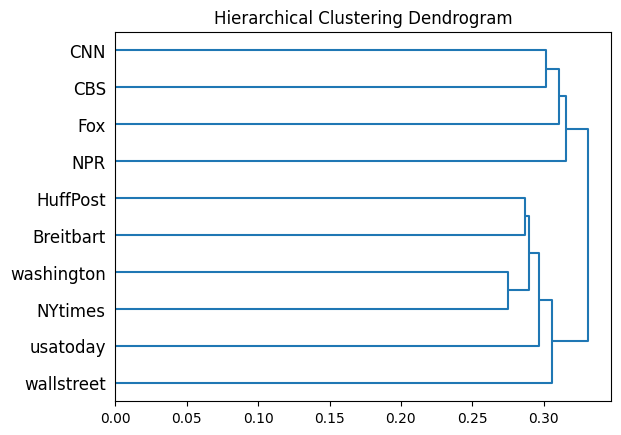 Hierarchical Clustering Dendrogram
CNN
CBS
Fox
NPR
HuffPost
Breitbart
washington
NYtimes
usatoday
wallstreet
0.00 0.05 0.10 0.15 0.20 0.25 0.30